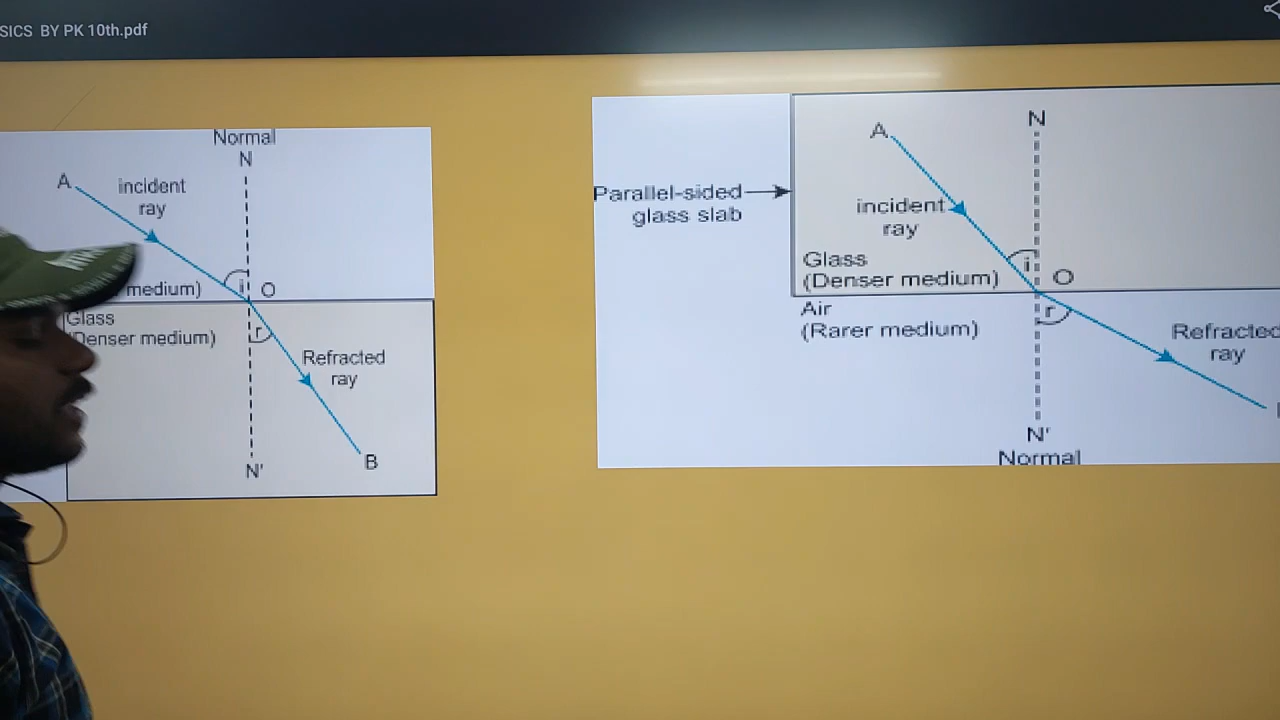 SICS BY PK 10th.pdf
Normal
N
A
incident
ray
i
medium)
O
Glass
(Denser medium)
r
Refracted
ray
B
N'
Parallel-sided
glass slab
A
N
incident
ray
Glass
(Denser medium)
i
O
Air
(Rarer medium)
r
Refracted
ray
N'
Normal